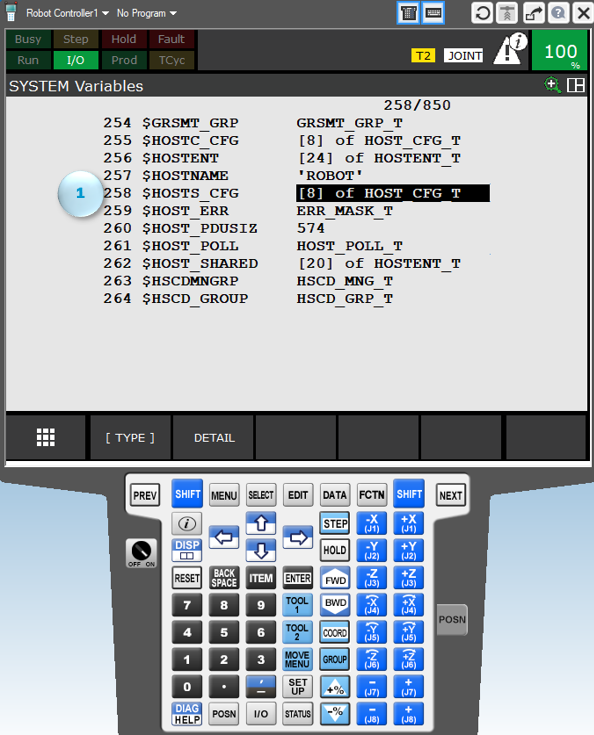 Robot Controller1 No Program
Busy Step Hold Fault
Run I/O Prod TCyc
T2 JOINT 100 %
SYSTEM Variables
258/850
254 $GRSMT_GRP GRSMT_GRP_T
255 $HOSTC_CFG [8] of HOST_CFG_T
256 $HOSTENT [24] of HOSTENT_T
257 $HOSTNAME 'ROBOT'
1 258 $HOSTS_CFG [8] of HOST_CFG_T
259 $HOST_ERR ERR_MASK_T
260 $HOST_PDUSIZ 574
261 $HOST_POLL HOST_POLL_T
262 $HOST_SHARED [20] of HOSTENT_T
263 $HSCDMNGRP HSCD_MNG_T
264 $HSCD_GROUP HSCD_GRP_T
[ TYPE ] DETAIL
PREV SHIFT MENU SELECT EDIT DATA FCTN SHIFT NEXT
i STEP -X (J1) +X (J1)
DISP HOLD -Y (J2) +Y (J2)
OFF ON RESET BACK SPACE ITEM ENTER FWD -Z (J3) +Z (J3)
7 8 9 TOOL 1 BWD -X (J4) +X (J4)
4 5 6 TOOL 2 COORD -Y (J5) +Y (J5) POSN
1 2 3 MOVE MENU GROUP -Z (J6) +Z (J6)
0 . ,- SET UP +% - (J7) + (J7)
DIAG HELP POSN I/O STATUS -% - (J8) + (J8)